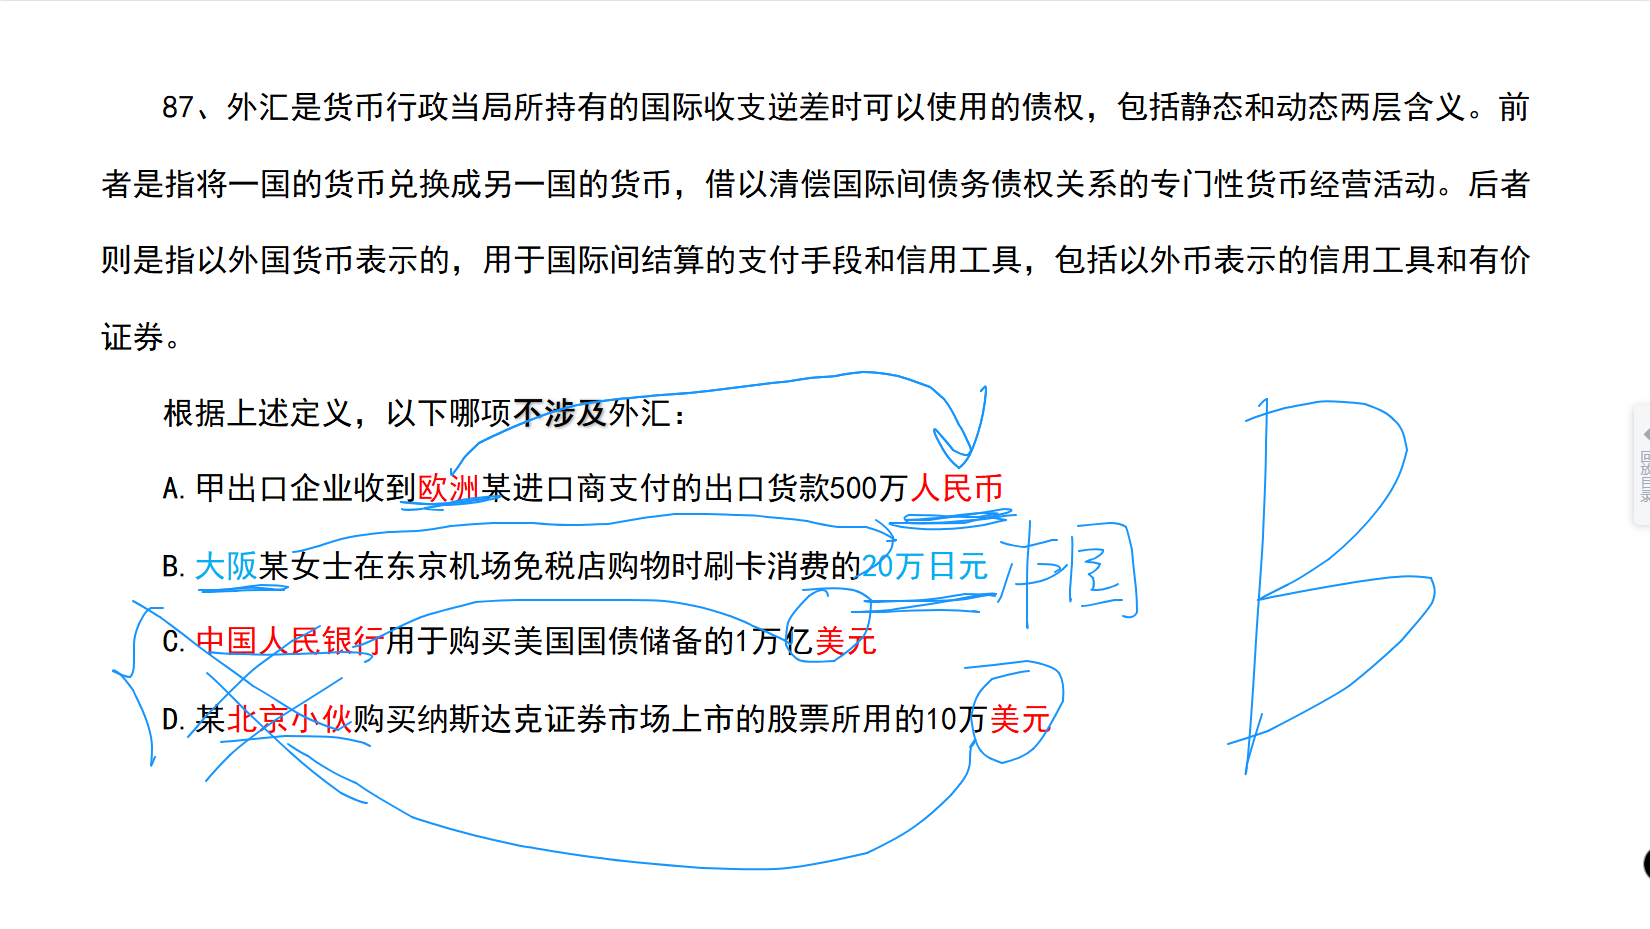 87、外汇是货币行政当局所持有的国际收支逆差时可以使用的债权，包括静态和动态两层含义。前
者是指将一国的货币兑换成另一国的货币，借以清偿国际间债务债权关系的专门性货币经营活动。后者
则是指以外国货币表示的，用于国际间结算的支付手段和信用工具，包括以外币表示的信用工具和有价
证券。
根据上述定义，以下哪项不涉及外汇：
A. 甲出口企业收到欧洲某进口商支付的出口货款500万人民币
B. 大阪某女士在东京机场免税店购物时刷卡消费的20万日元
中国
C. 中国人民银行用于购买美国国债储备的1万亿美元
D. 某北京小伙购买纳斯达克证券市场上市的股票所用的10万美元
B
回放目录